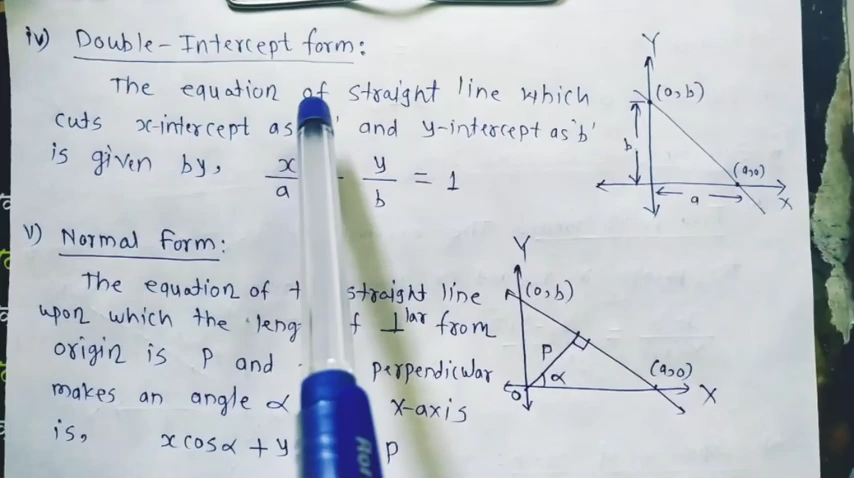 iv) Double-Intercept form:
The equation of straight line which
cuts x-intercept as ' and y-intercept as 'b'
is given by, x/a y/b = 1
Y
(0,b)
b
(a,0)
a
X
v) Normal form:
The equation of straight line
upon which the ⊥lar from
origin is P and perpendicular
makes an angle α x-axis
is, x cosα + y P
Y
(0,b)
P
α
(a,0)
O
X